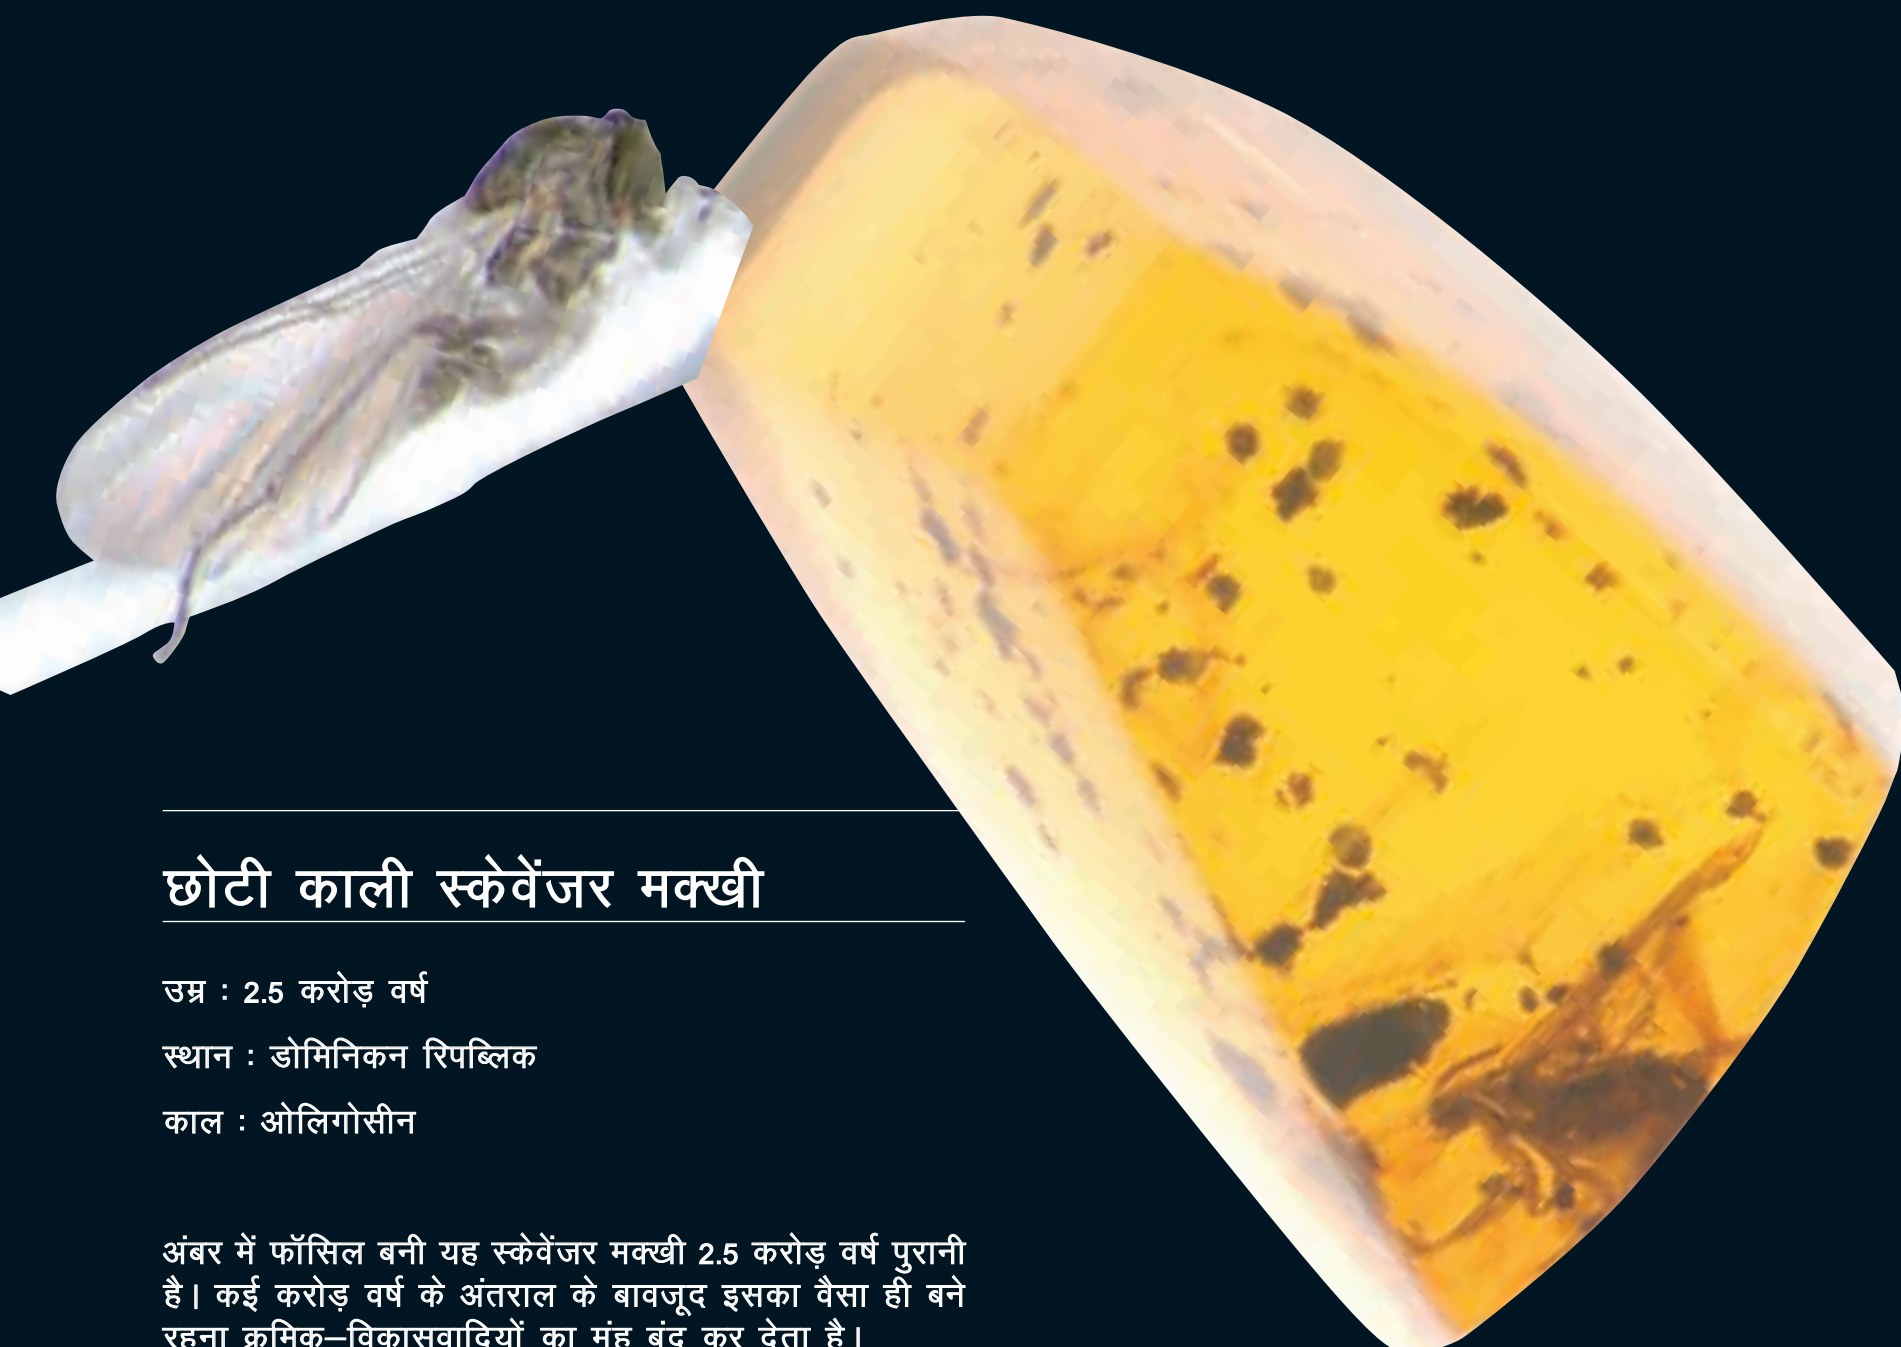 छोटी काली स्केवेंजर मक्खी
उम्र : 2.5 करोड़ वर्ष
स्थान : डोमिनिकन रिपब्लिक
काल : ओलिगोसीन
अंबर में फॉसिल बनी यह स्केवेंजर मक्खी 2.5 करोड़ वर्ष पुरानी
है। कई करोड़ वर्ष के अंतराल के बावजूद इसका वैसा ही बने
रहना क्रमिक–विकासवादियों का मुंह बंद कर देता है।